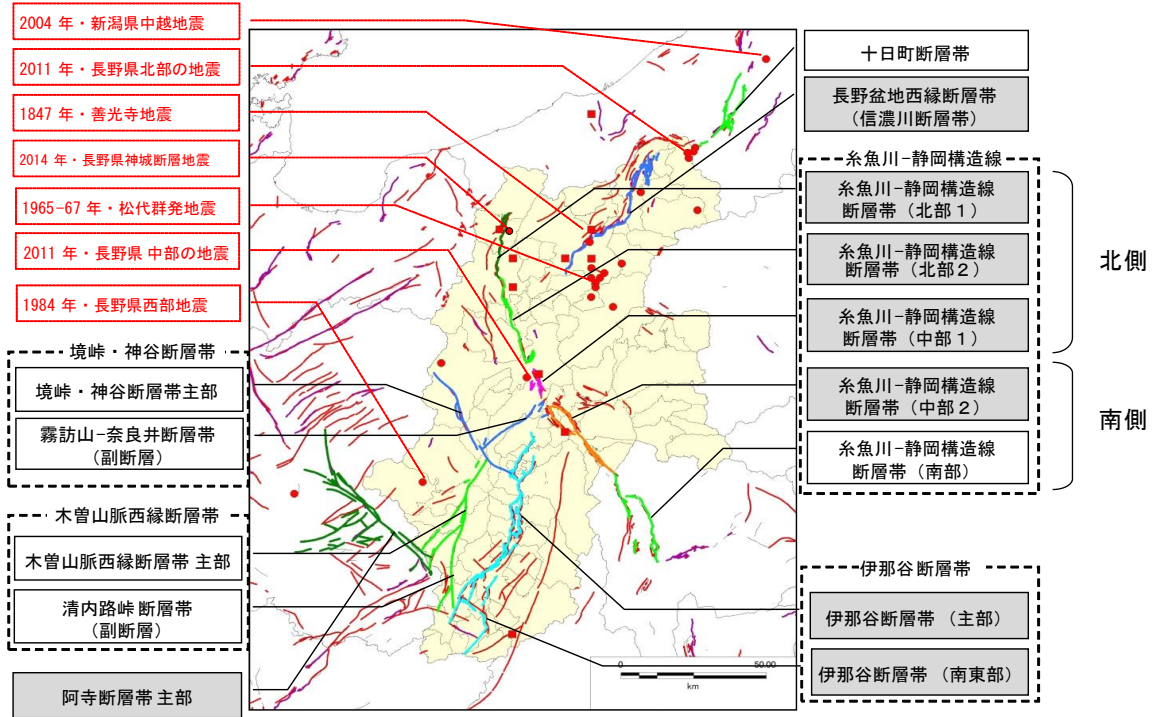 2004 年・新潟県中越地震
2011 年・長野県北部の地震
1847 年・善光寺地震
2014 年・長野県神城断層地震
1965-67 年・松代群発地震
2011 年・長野県 中部の地震
1984 年・長野県西部地震
境峠・神谷断層帯
境峠・神谷断層帯主部
霧訪山-奈良井断層帯
(副断層)
木曽山脈西縁断層帯
木曽山脈西縁断層帯 主部
清内路峠断層帯
(副断層)
阿寺断層帯 主部
十日町断層帯
長野盆地西縁断層帯
(信濃川断層帯)
糸魚川-静岡構造線
糸魚川-静岡構造線
断層帯（北部１）
糸魚川-静岡構造線
断層帯（北部２）
糸魚川-静岡構造線
断層帯（中部１）
糸魚川-静岡構造線
断層帯（中部２）
糸魚川-静岡構造線
断層帯（南部）
北側
南側
伊那谷断層帯
伊那谷断層帯 （主部）
伊那谷断層帯 （南東部）
0 50.00
km